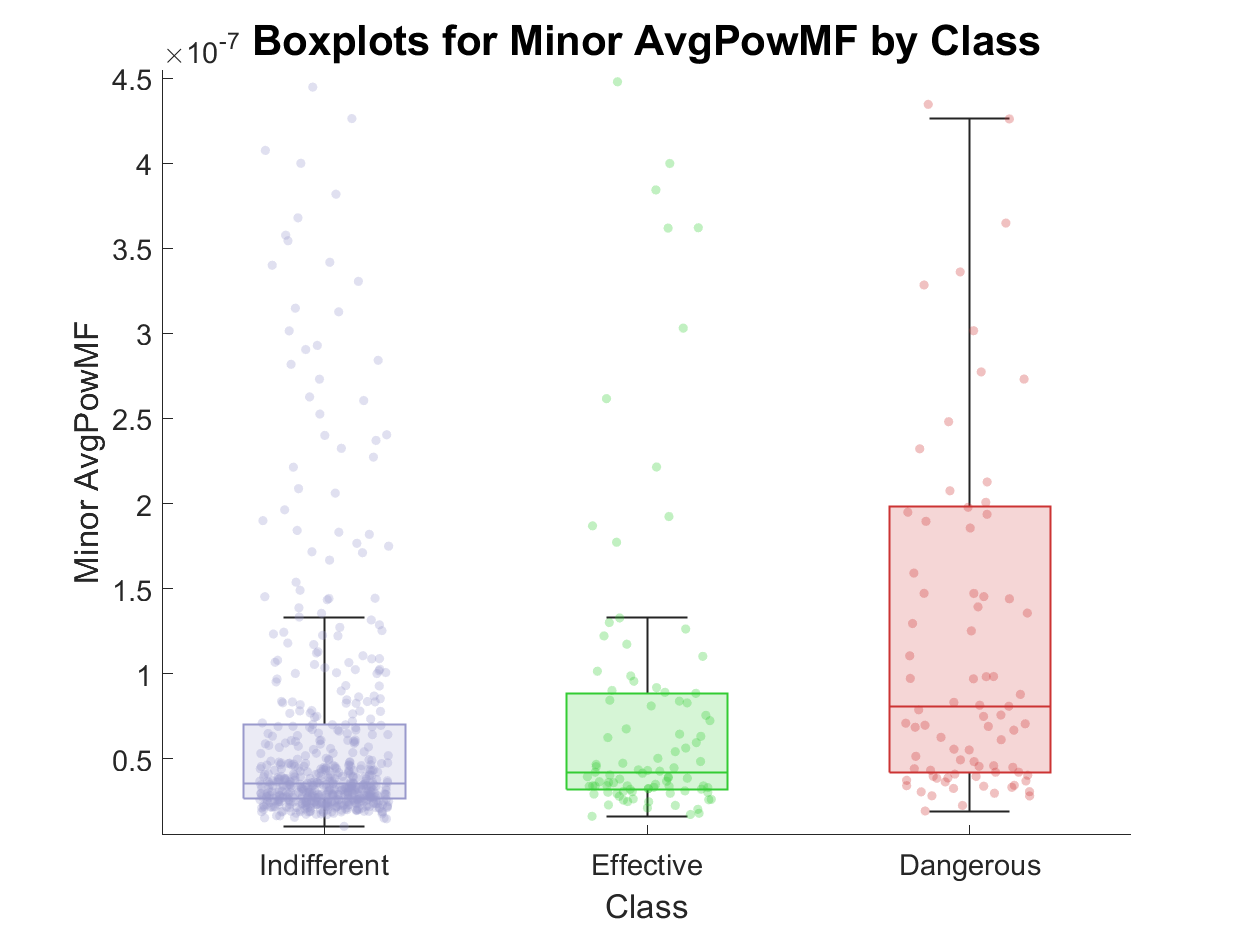 ×10⁻⁷ Boxplots for Minor AvgPowMF by Class
4.5
4
3.5
3
2.5
2
1.5
1
0.5
Minor AvgPowMF
Indifferent Effective Dangerous
Class